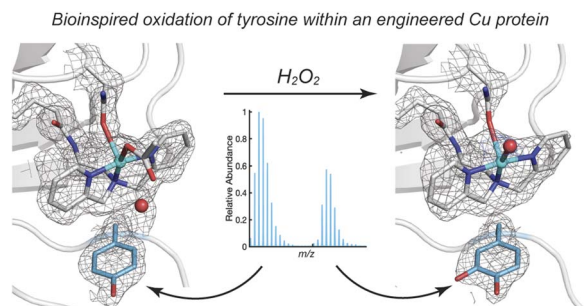 Bioinspired oxidation of tyrosine within an engineered Cu protein
H₂O₂
Relative Abundance
1
0.8
0.6
0.4
0.2
0
m/z